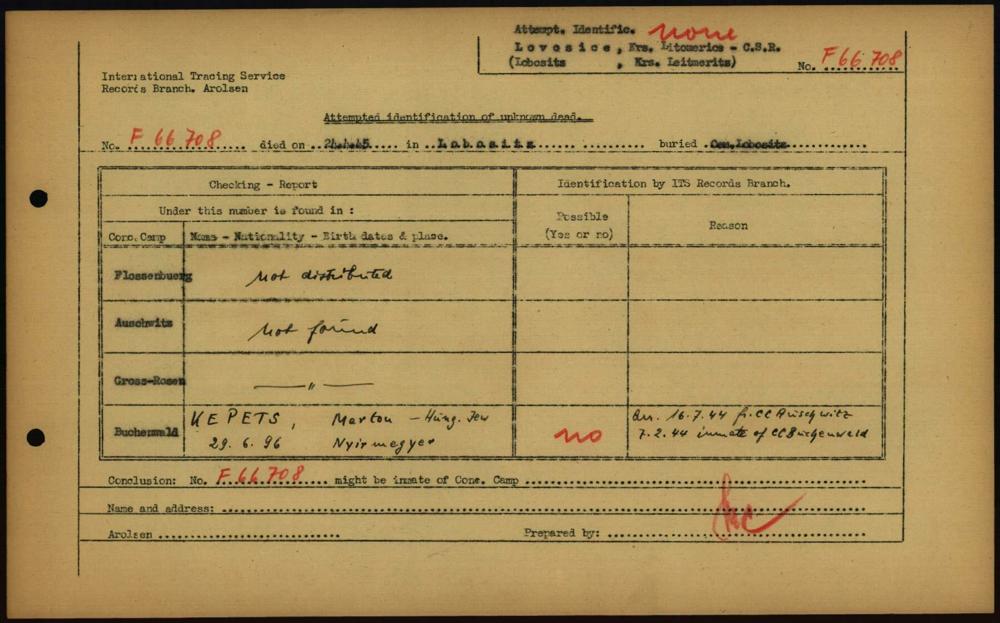 Attempt. Identific. none
Lovosice, Krs. Litomerice - C.S.R.
(Lobositz , Krs. Leitmeritz)
No. F 66 708
International Tracing Service
Records Branch. Arolsen
Attempted identification of unknown dead.
No. F 66 708 died on in Lobositz buried Cem. Lobositz
Checking - Report
Identification by ITS Records Branch.
Under this number is found in :
Possible
(Yes or no)
Reason
Conc. Camp
Name - Nationality - Birth dates & place.
Flossenbuerg
not distributed
Auschwitz
not found
Gross-Rosen
— " —
Buchenwald
KEPETS, Marton - Hung. Jew
29. 6. 96 Nyirmegyer
no
Arr. 16.7.44 fr. CC Auschwitz
7.2.44 inmate of CC Buchenwald
Conclusion: No. F 66 708 might be inmate of Conc. Camp
Name and address:
Arolsen
Prepared by: